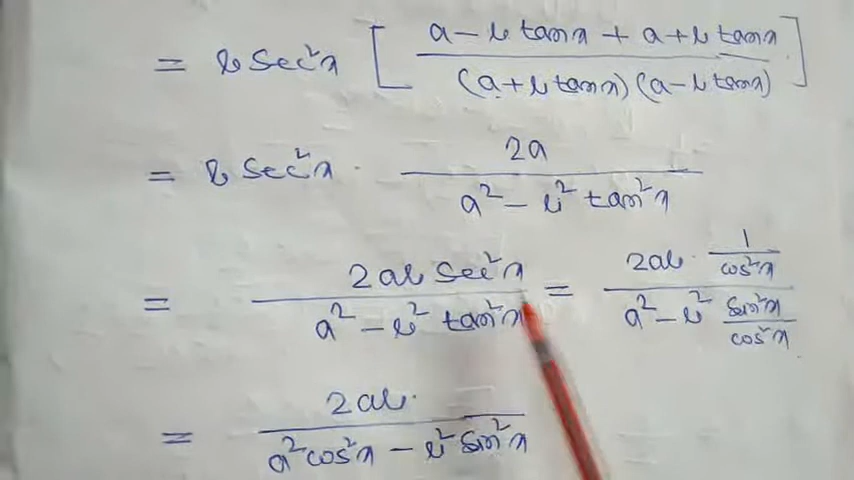 = b sec²x [ (a - b tan x + a + b tan x) / ((a + b tan x)(a - b tan x)) ]
= b sec²x · 2a / (a² - b² tan²x)
= 2ab sec²x / (a² - b² tan²x) = 2ab · (1 / cos²x) / (a² - b² (sin²x / cos²x))
= 2ab · / (a² cos²x - b² sin²x)